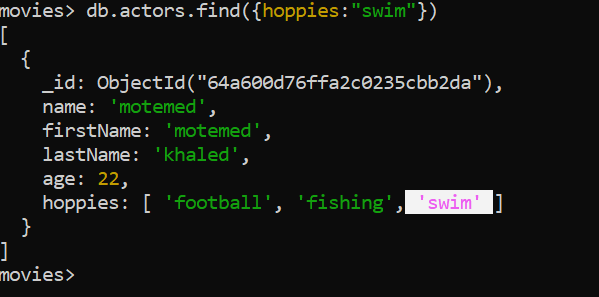 movies> db.actors.find({hoppies:"swim"})
[
  {
    _id: ObjectId("64a600d76ffa2c0235cbb2da"),
    name: 'motemed',
    firstName: 'motemed',
    lastName: 'khaled',
    age: 22,
    hoppies: [ 'football', 'fishing', 'swim' ]
  }
]
movies>